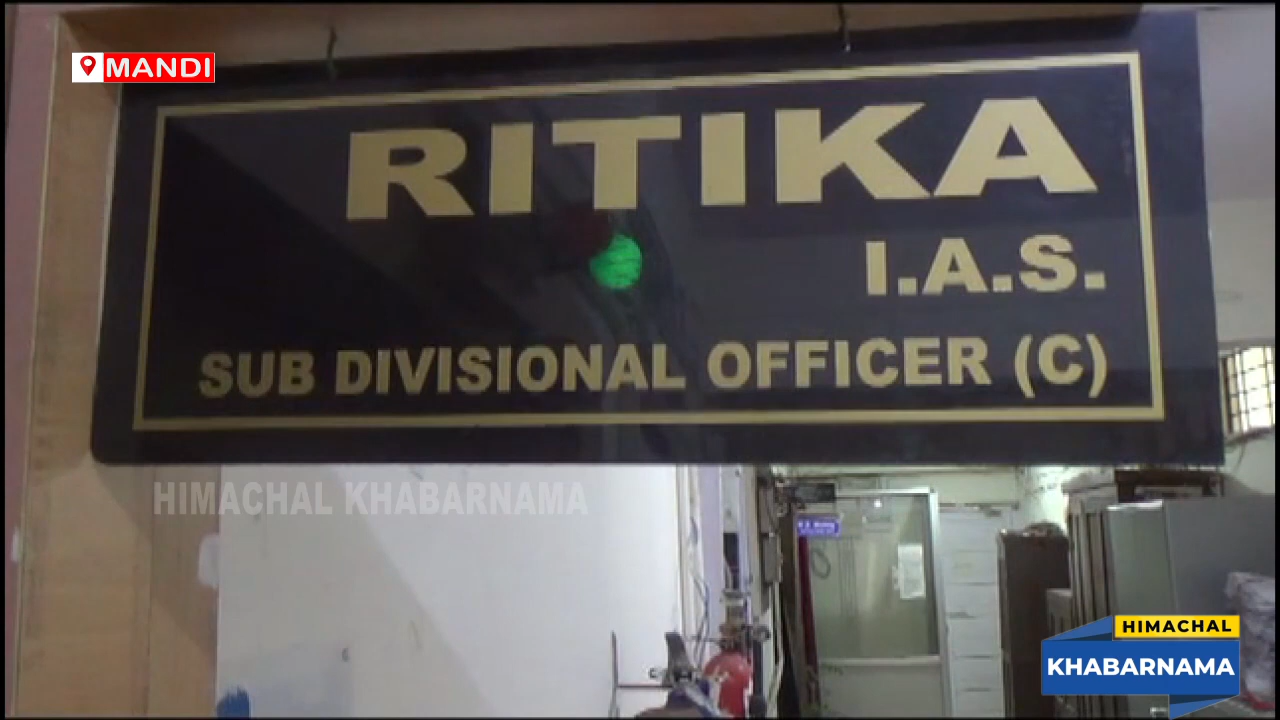 MANDI
RITIKA
I.A.S.
SUB DIVISIONAL OFFICER (C)
HIMACHAL KHABARNAMA
HIMACHAL
KHABARNAMA